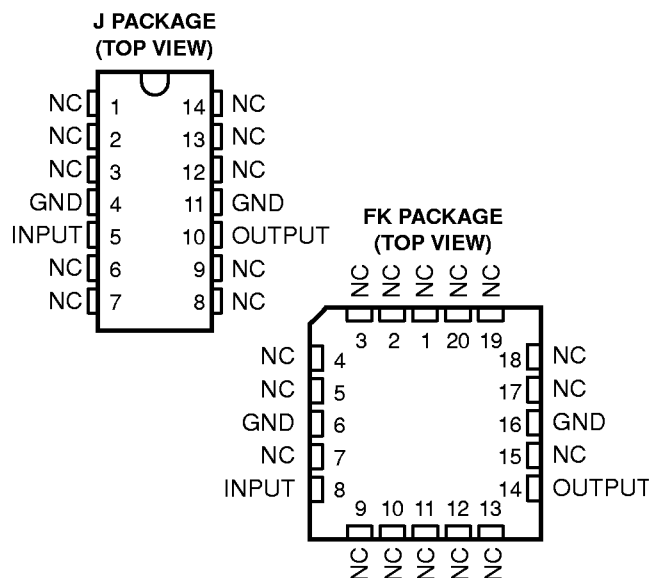 J PACKAGE
(TOP VIEW)
NC 1 14 NC
NC 2 13 NC
NC 3 12 NC
GND 4 11 GND
INPUT 5 10 OUTPUT
NC 6 9 NC
NC 7 8 NC
FK PACKAGE
(TOP VIEW)
NC NC NC NC NC
3 2 1 20 19
NC 4 18 NC
NC 5 17 NC
GND 6 16 GND
NC 7 15 NC
INPUT 8 14 OUTPUT
9 10 11 12 13
NC NC NC NC NC